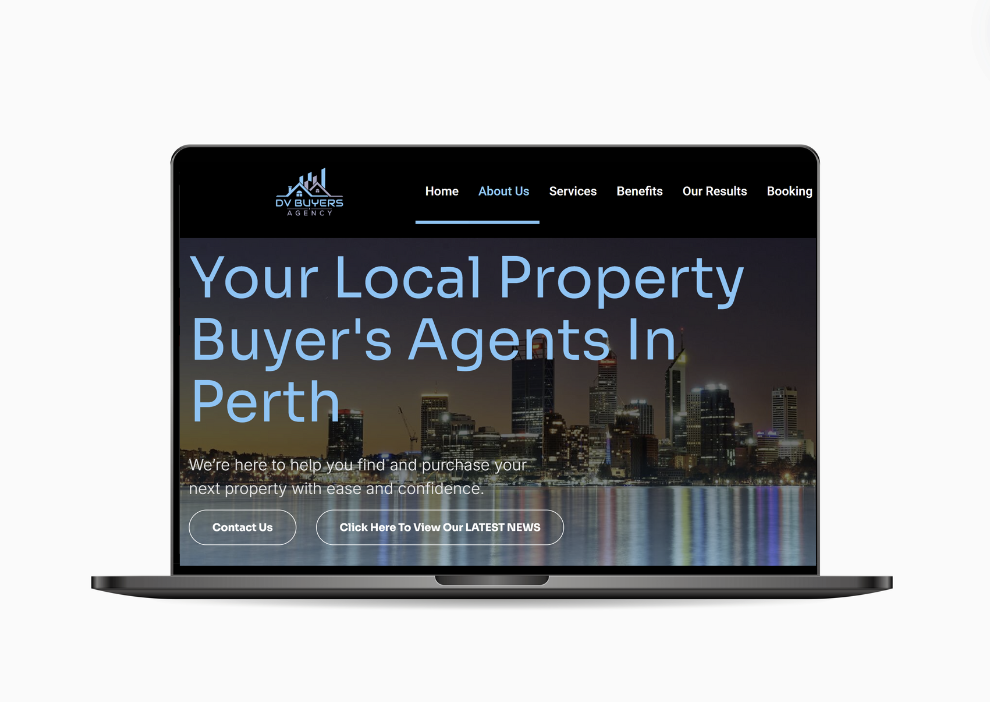 DV BUYERS
AGENCY
Home About Us Services Benefits Our Results Booking
Your Local Property
Buyer's Agents In
Perth
We're here to help you find and purchase your
next property with ease and confidence.
Contact Us Click Here To View Our LATEST NEWS